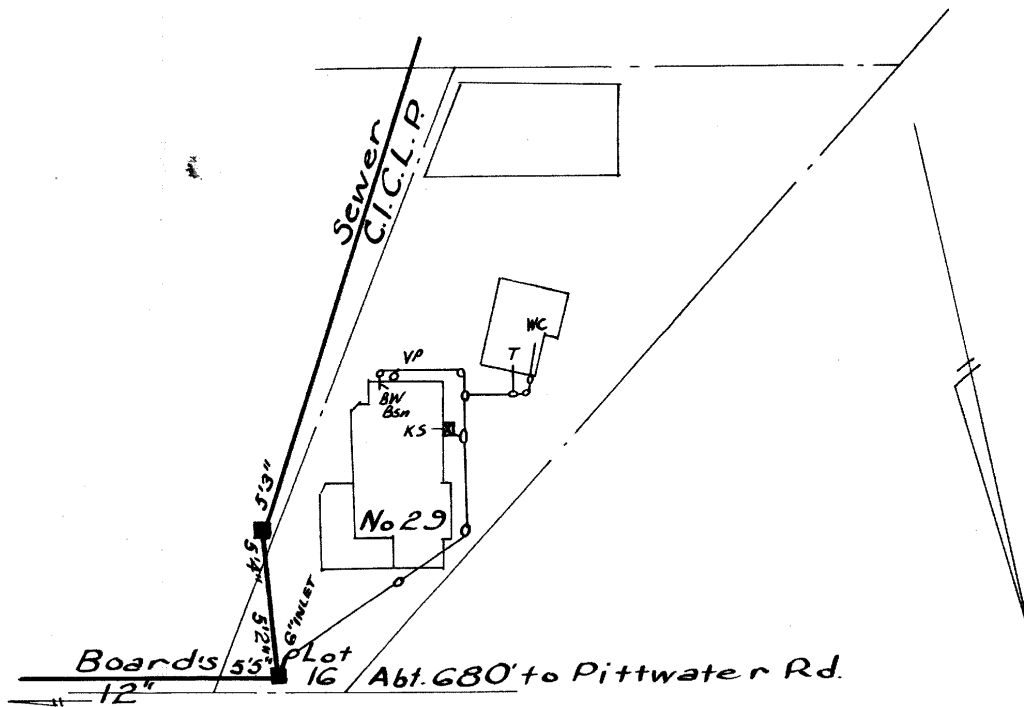 Sewer
C.I.C.L.P.
WC
T
VP
BW
Bsn
KS
5'3"
No 29
5'4"
6" INLET
5'2"
Board's 5'5" Lot
16 Abt. 680' to Pittwater Rd.
12"